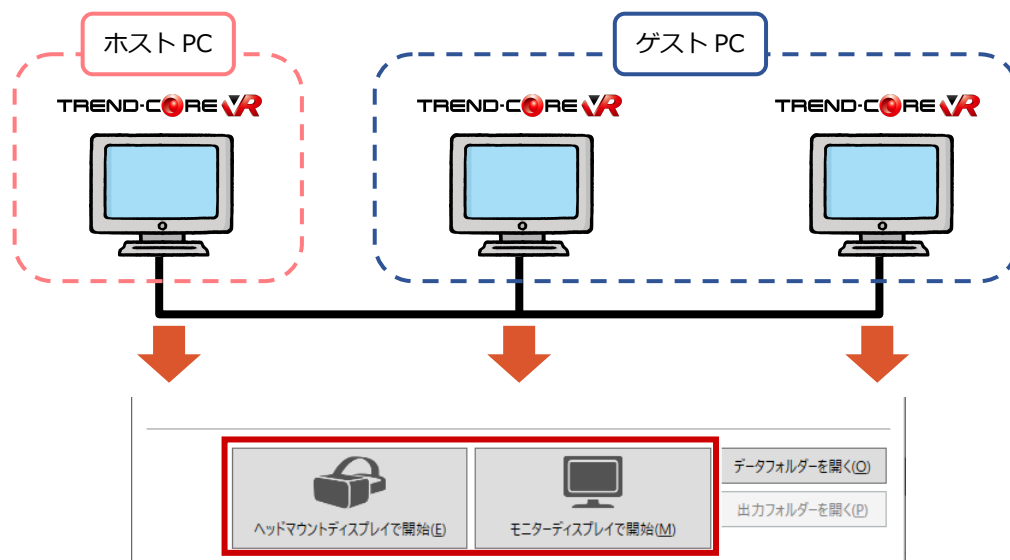 ホスト PC
ゲスト PC
TREND-CORE VR
TREND-CORE VR
TREND-CORE VR
データフォルダーを開く(O)
ヘッドマウントディスプレイで開始(E)
モニターディスプレイで開始(M)
出力フォルダーを開く(P)